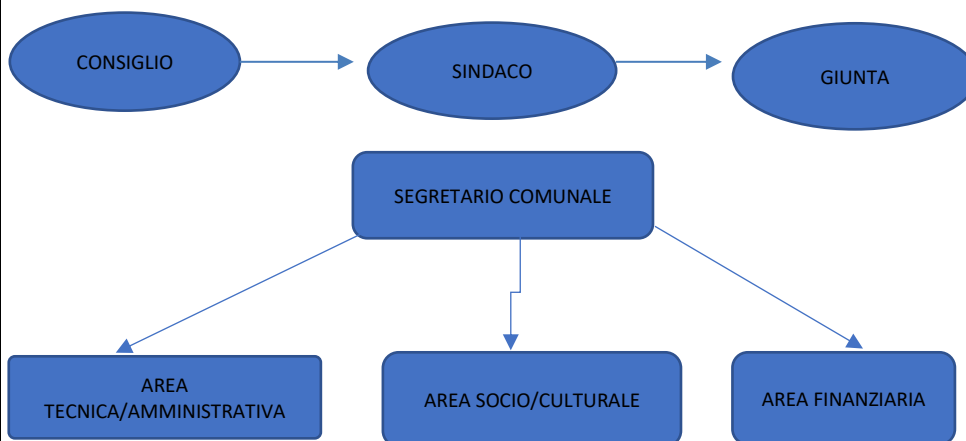 CONSIGLIO
SINDACO
GIUNTA
SEGRETARIO COMUNALE
AREA
TECNICA/AMMINISTRATIVA
AREA SOCIO/CULTURALE
AREA FINANZIARIA